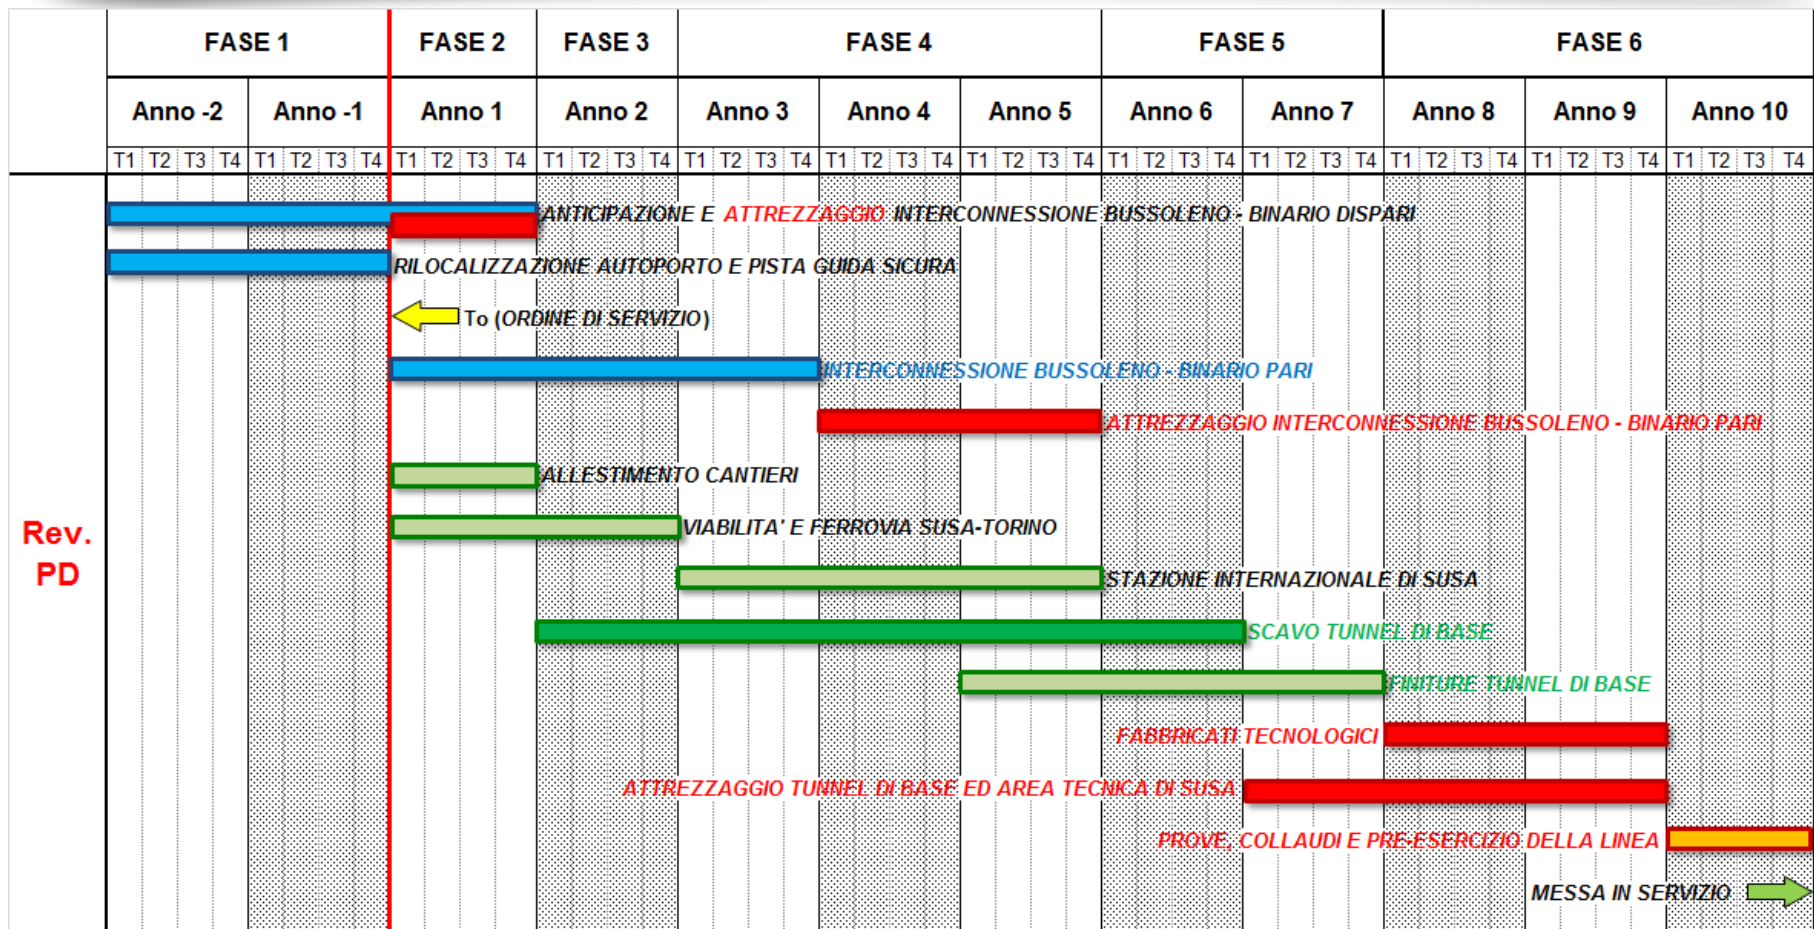 FASE 1 FASE 2 FASE 3 FASE 4 FASE 5 FASE 6
Anno -2 Anno -1 Anno 1 Anno 2 Anno 3 Anno 4 Anno 5 Anno 6 Anno 7 Anno 8 Anno 9 Anno 10
T1 T2 T3 T4 T1 T2 T3 T4 T1 T2 T3 T4 T1 T2 T3 T4 T1 T2 T3 T4 T1 T2 T3 T4 T1 T2 T3 T4 T1 T2 T3 T4 T1 T2 T3 T4 T1 T2 T3 T4 T1 T2 T3 T4 T1 T2 T3 T4
ANTICIPAZIONE E ATTREZZAGGIO INTERCONNESSIONE BUSSOLENO - BINARIO DISPARI
RILOCALIZZAZIONE AUTOPORTO E PISTA GUIDA SICURA
To (ORDINE DI SERVIZIO)
INTERCONNESSIONE BUSSOLENO - BINARIO PARI
ATTREZZAGGIO INTERCONNESSIONE BUSSOLENO - BINARIO PARI
ALLESTIMENTO CANTIERI
Rev.
PD
VIABILITA' E FERROVIA SUSA-TORINO
STAZIONE INTERNAZIONALE DI SUSA
SCAVO TUNNEL DI BASE
FINITURE TUNNEL DI BASE
FABBRICATI TECNOLOGICI
ATTREZZAGGIO TUNNEL DI BASE ED AREA TECNICA DI SUSA
PROVE, COLLAUDI E PRE-ESERCIZIO DELLA LINEA
MESSA IN SERVIZIO